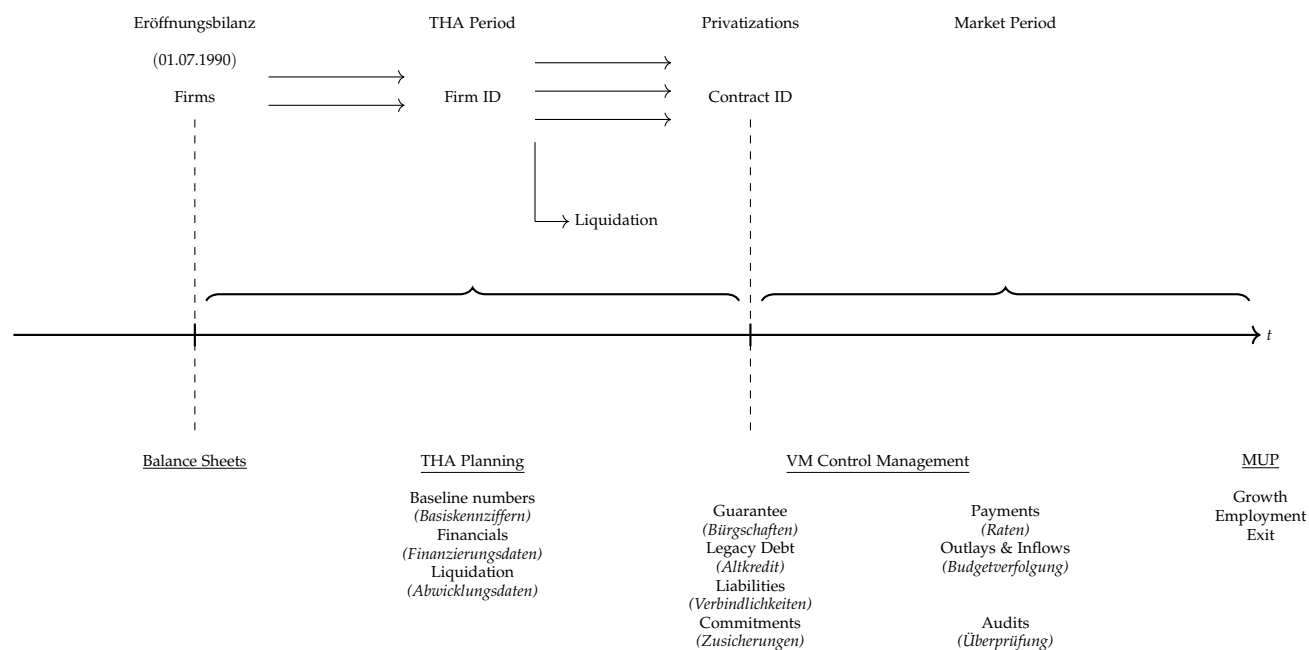 Eröffnungsbilanz
(01.07.1990)
Firms
THA Period
Firm ID
Privatizations
Contract ID
Market Period
Liquidation
t
Balance Sheets
THA Planning
Baseline numbers
(Basiskennziffern)
Financials
(Finanzierungsdaten)
Liquidation
(Abwicklungsdaten)
VM Control Management
Guarantee
(Bürgschaften)
Legacy Debt
(Altkredit)
Liabilities
(Verbindlichkeiten)
Commitments
(Zusicherungen)
Payments
(Raten)
Outlays & Inflows
(Budgetverfolgung)
Audits
(Überprüfung)
MUP
Growth
Employment
Exit